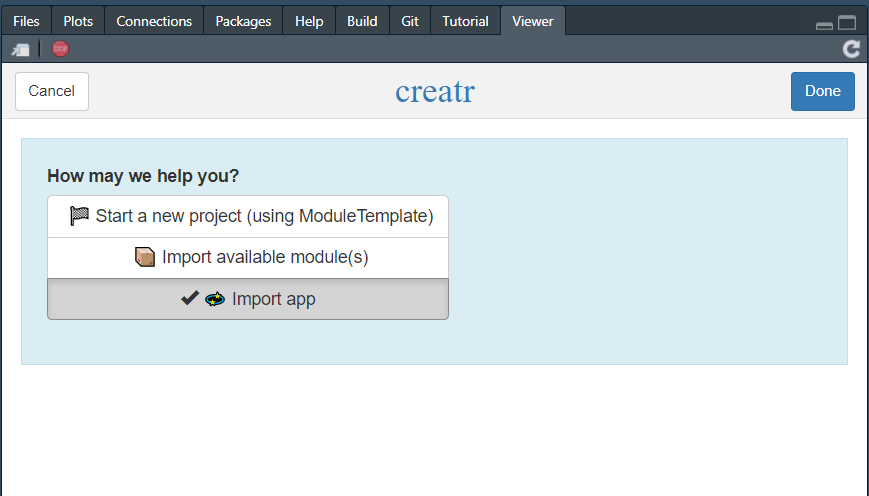 Files Plots Connections Packages Help Build Git Tutorial Viewer
STOP
Cancel creatr Done
How may we help you?
Start a new project (using ModuleTemplate)
Import available module(s)
Import app